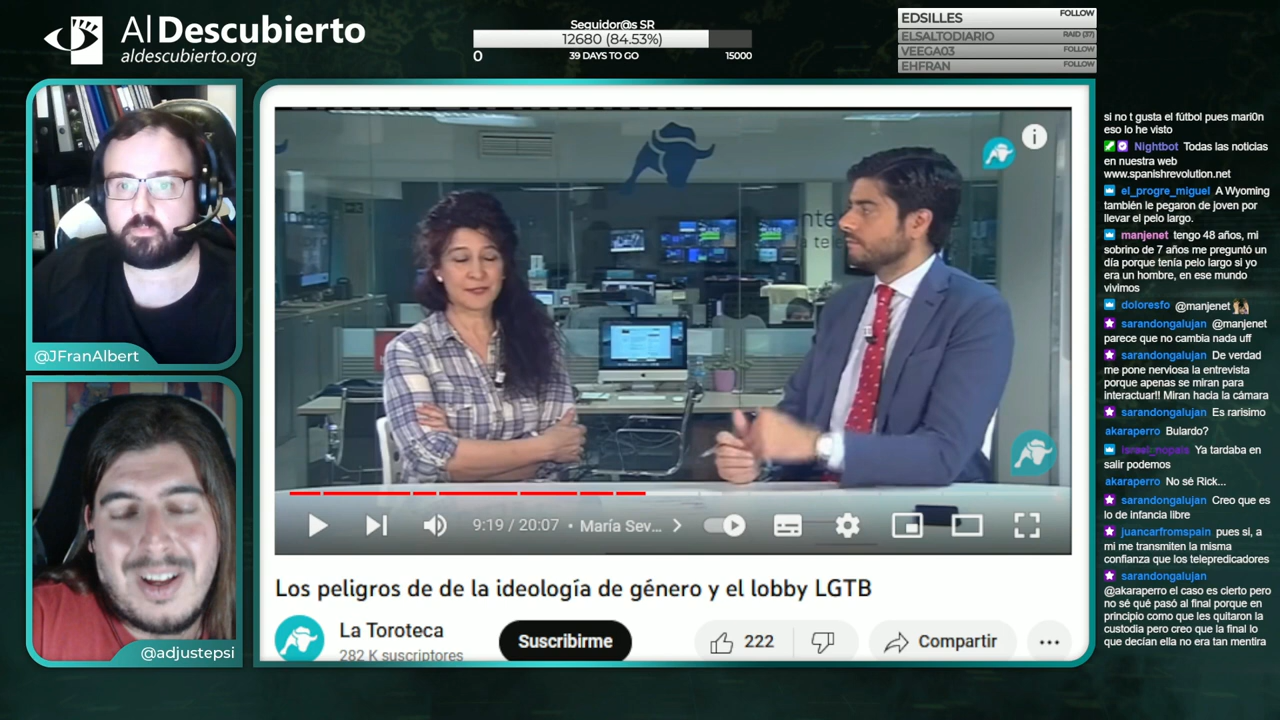 Al Descubierto
aldescubierto.org
Seguidor@s SR
12680 (84.53%)
0
39 DAYS TO GO
15000
EDSILLES
FOLLOW
ELSALTODIARIO
RAID (37)
VEEGA03
FOLLOW
EHFRAN
FOLLOW
@JFranAlbert
@adjustepsi
i
9:19 / 20:07 • María Sev...
Los peligros de de la ideología de género y el lobby LGTB
La Toroteca
282 K suscriptores
Suscribirme
222
Compartir
si no t gusta el fútbol pues mari0n
eso lo he visto
Nightbot Todas las noticias
en nuestra web
www.spanishrevolution.net
el_progre_miguel A Wyoming
también le pegaron de joven por
llevar el pelo largo.
manjenet tengo 48 años, mi
sobrino de 7 años me preguntó un
día porque tenía pelo largo si yo
era un hombre, en ese mundo
vivimos
doloresfo @manjenet
sarandongalujan @manjenet
parece que no cambia nada uff
sarandongalujan De verdad
me pone nerviosa la entrevista
porque apenas se miran para
interactuar!! Miran hacia la cámara
sarandongalujan Es rarisimo
akaraperro Bulardo?
israel_nopais Ya tardaba en
salir podemos
akaraperro No sé Rick...
sarandongalujan Creo que es
lo de infancia libre
juancarfromspain pues si, a
mi me transmiten la misma
confianza que los telepredicadores
sarandongalujan
@akaraperro el caso es cierto pero
no sé qué pasó al final porque en
principio como que les quitaron la
custodia pero creo que la final lo
que decían ella no era tan mentira